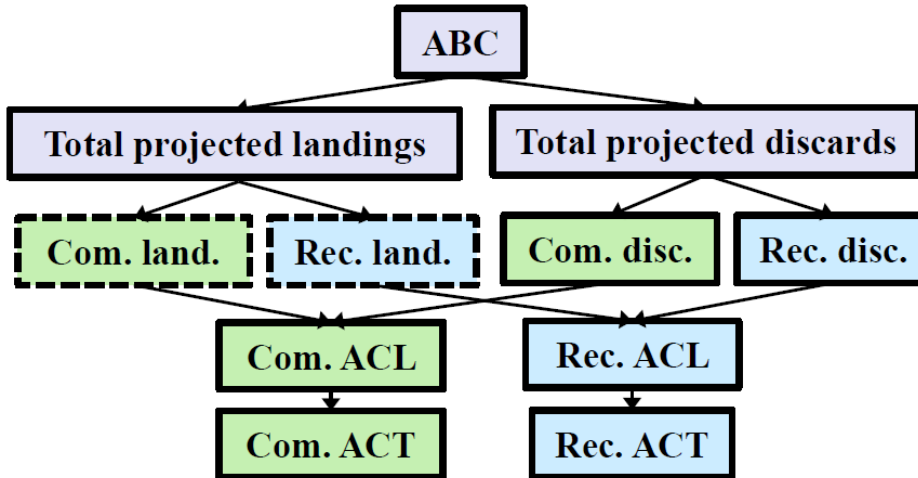 ABC
Total projected landings
Total projected discards
Com. land.
Rec. land.
Com. disc.
Rec. disc.
Com. ACL
Rec. ACL
Com. ACT
Rec. ACT